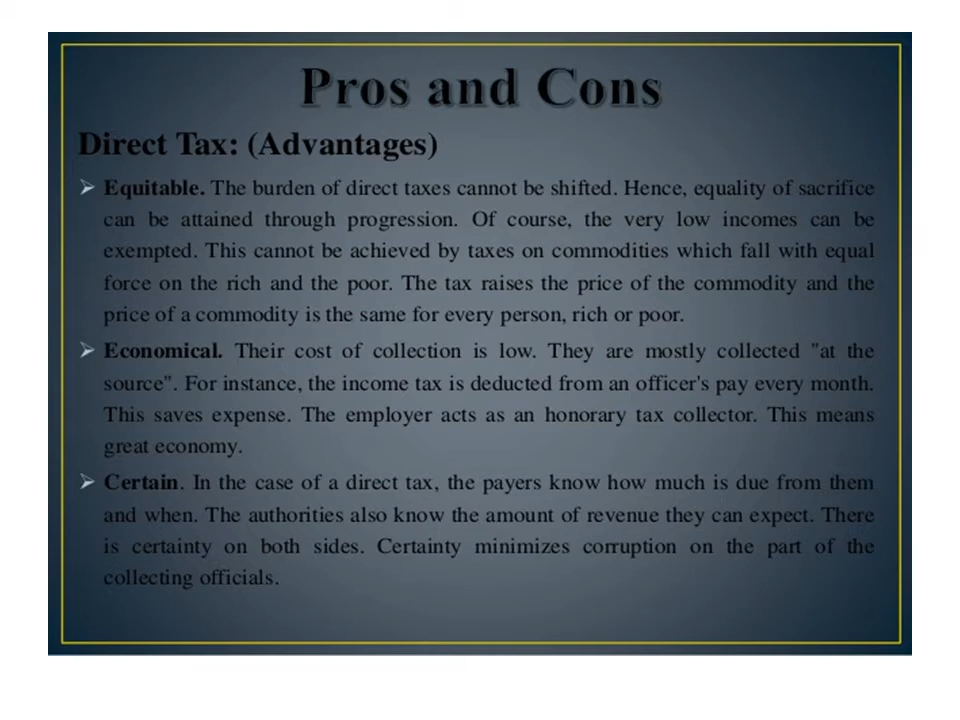 Pros and Cons
Direct Tax: (Advantages)
➢ Equitable. The burden of direct taxes cannot be shifted. Hence, equality of sacrifice
can be attained through progression. Of course, the very low incomes can be
exempted. This cannot be achieved by taxes on commodities which fall with equal
force on the rich and the poor. The tax raises the price of the commodity and the
price of a commodity is the same for every person, rich or poor.
➢ Economical. Their cost of collection is low. They are mostly collected "at the
source". For instance, the income tax is deducted from an officer's pay every month.
This saves expense. The employer acts as an honorary tax collector. This means
great economy.
➢ Certain. In the case of a direct tax, the payers know how much is due from them
and when. The authorities also know the amount of revenue they can expect. There
is certainty on both sides. Certainty minimizes corruption on the part of the
collecting officials.